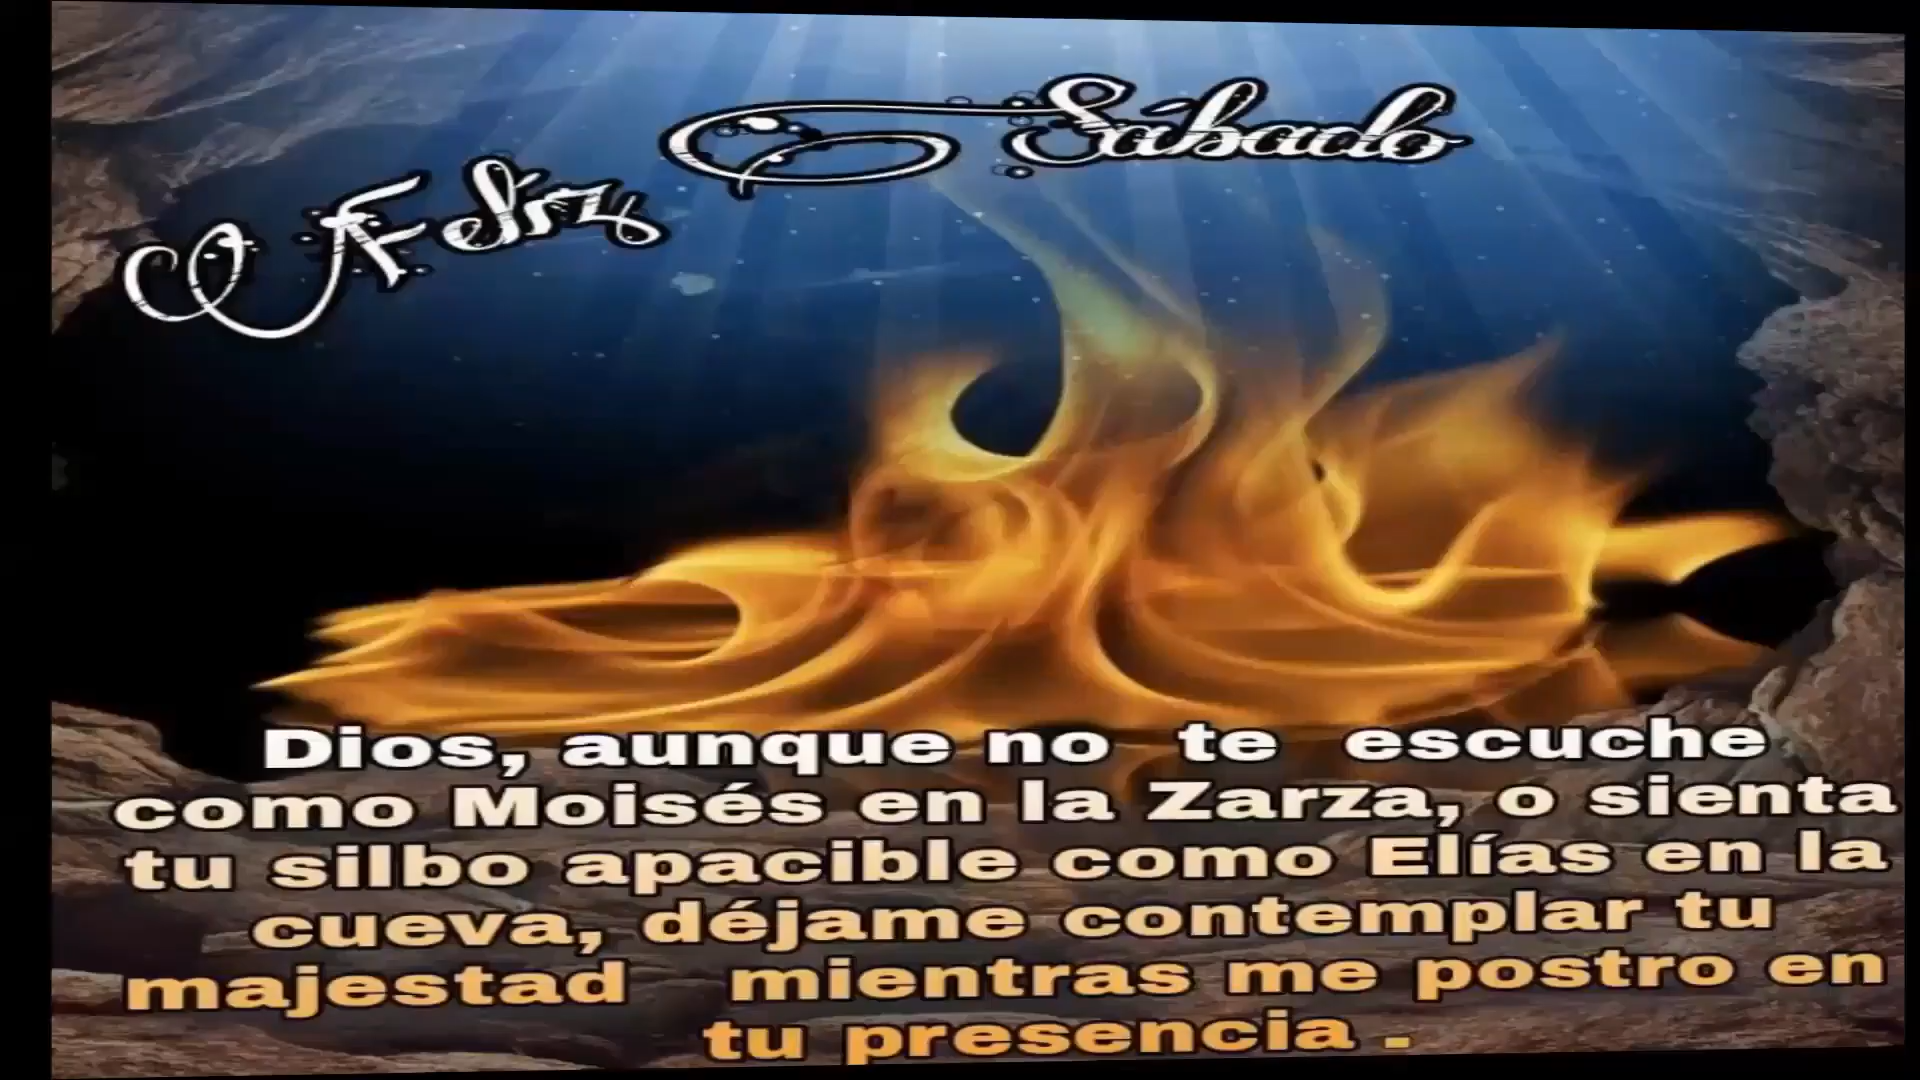 Feliz Sábado
Dios, aunque no te escuche
como Moisés en la Zarza, o sienta
tu silbo apacible como Elías en la
cueva, déjame contemplar tu
majestad mientras me postro en
tu presencia .